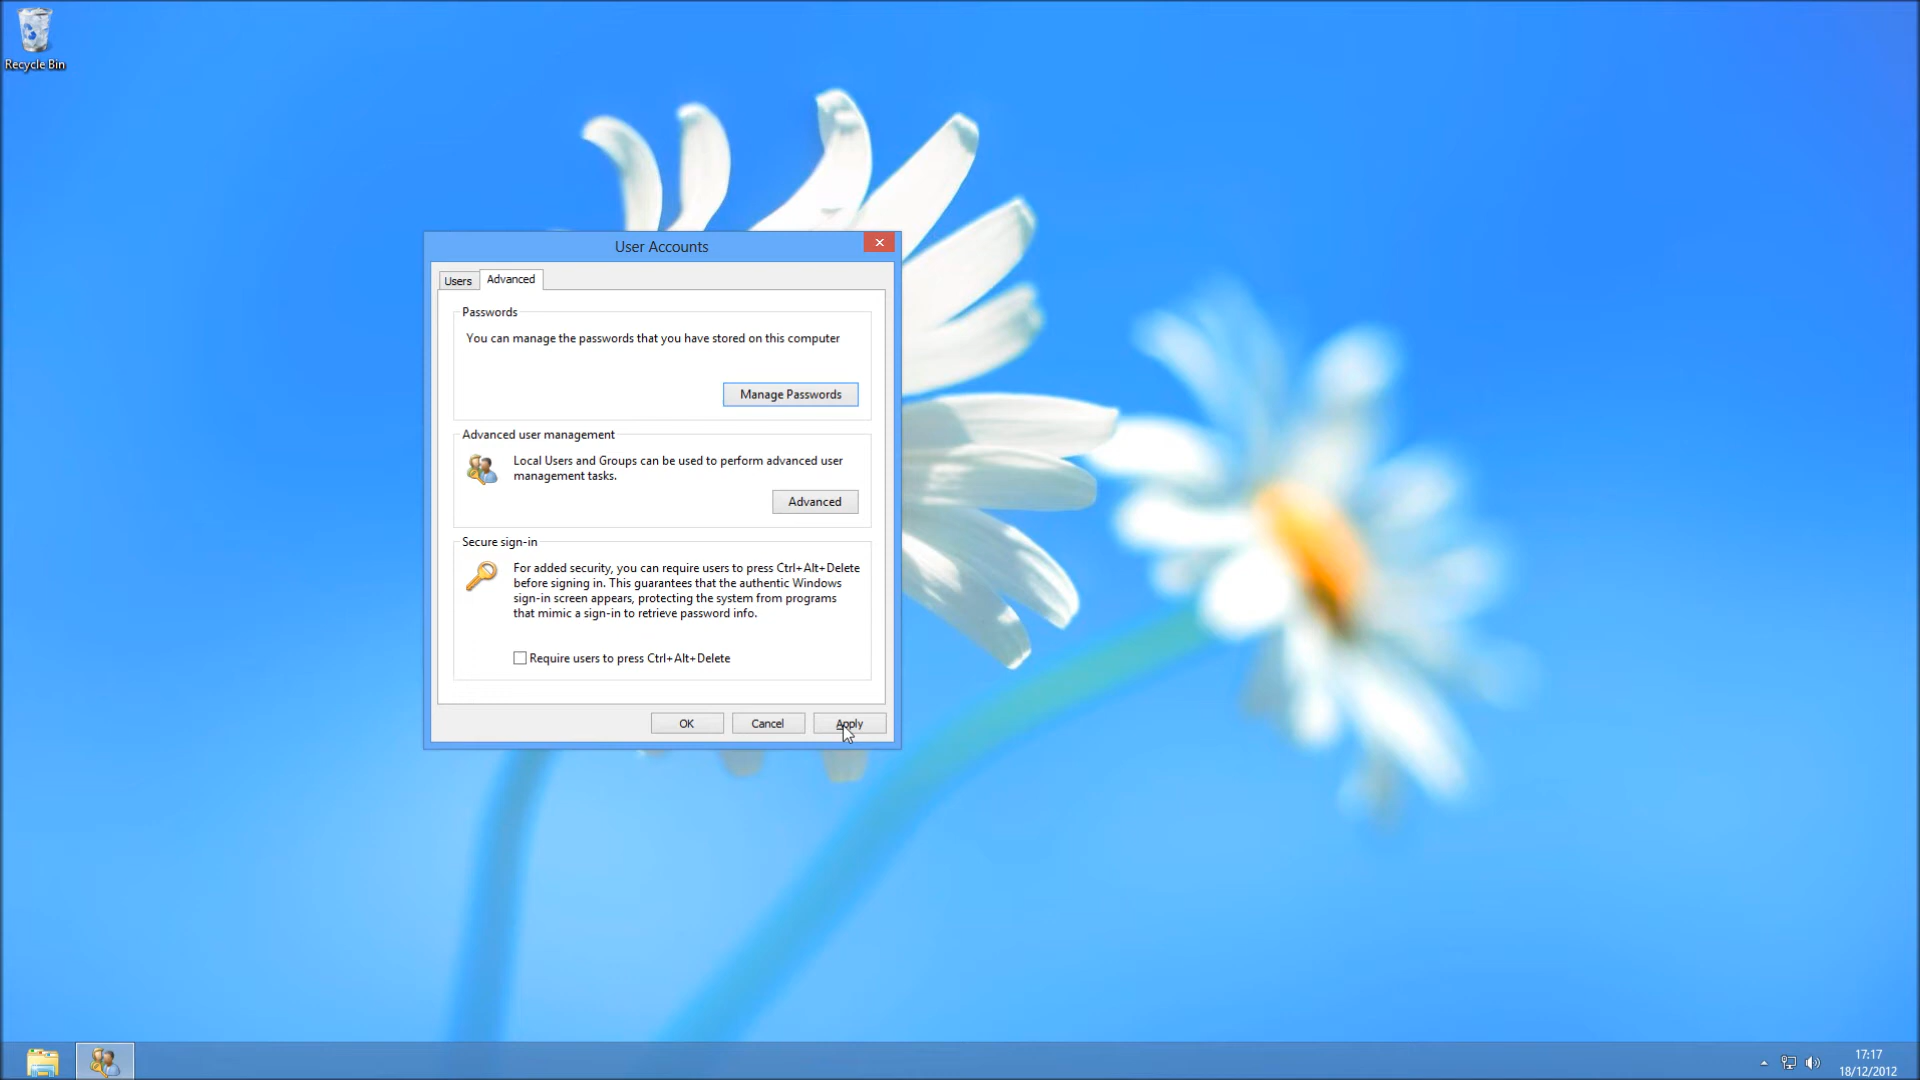 Recycle Bin
User Accounts
Users
Advanced
Passwords
You can manage the passwords that you have stored on this computer
Manage Passwords
Advanced user management
Local Users and Groups can be used to perform advanced user
management tasks.
Advanced
Secure sign-in
For added security, you can require users to press Ctrl+Alt+Delete
before signing in. This guarantees that the authentic Windows
sign-in screen appears, protecting the system from programs
that mimic a sign-in to retrieve password info.
Require users to press Ctrl+Alt+Delete
OK
Cancel
Apply
17:17
18/12/2012